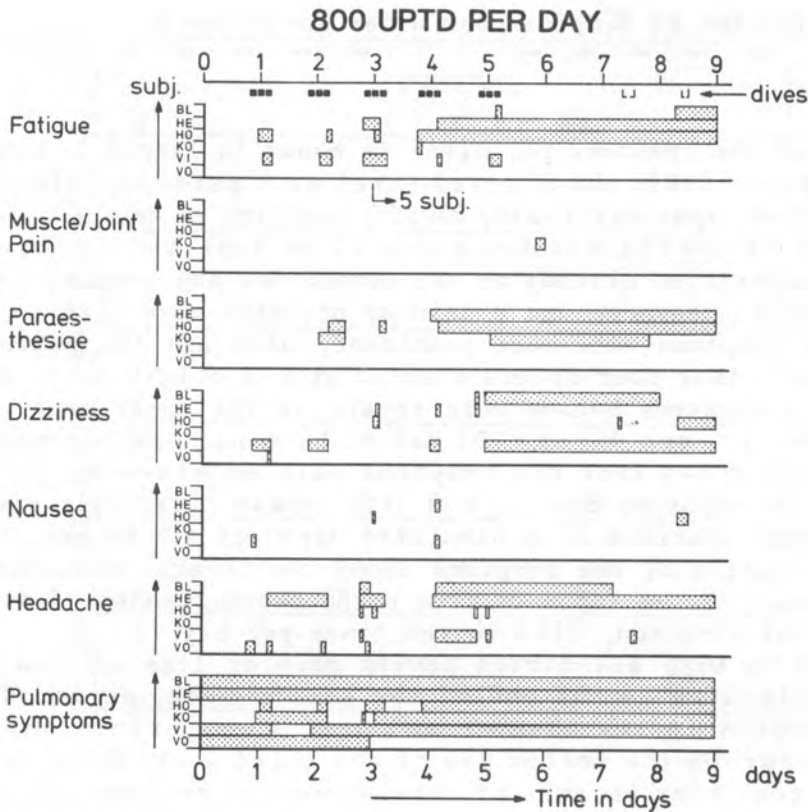 800 UPTD PER DAY
0 1 2 3 4 5 6 7 8 9
subj. dives
Fatigue
BL
HE
HO
KO
VI
VO
5 subj.
Muscle/Joint
Pain
BL
HE
HO
KO
VI
VO
Paraes-
thesiae
BL
HE
HO
KO
VI
VO
Dizziness
BL
HE
HO
KO
VI
VO
Nausea
BL
HE
HO
KO
VI
VO
Headache
BL
HE
HO
KO
VI
VO
Pulmonary
symptoms
BL
HE
HO
KO
VI
VO
0 1 2 3 4 5 6 7 8 9
days
Time in days